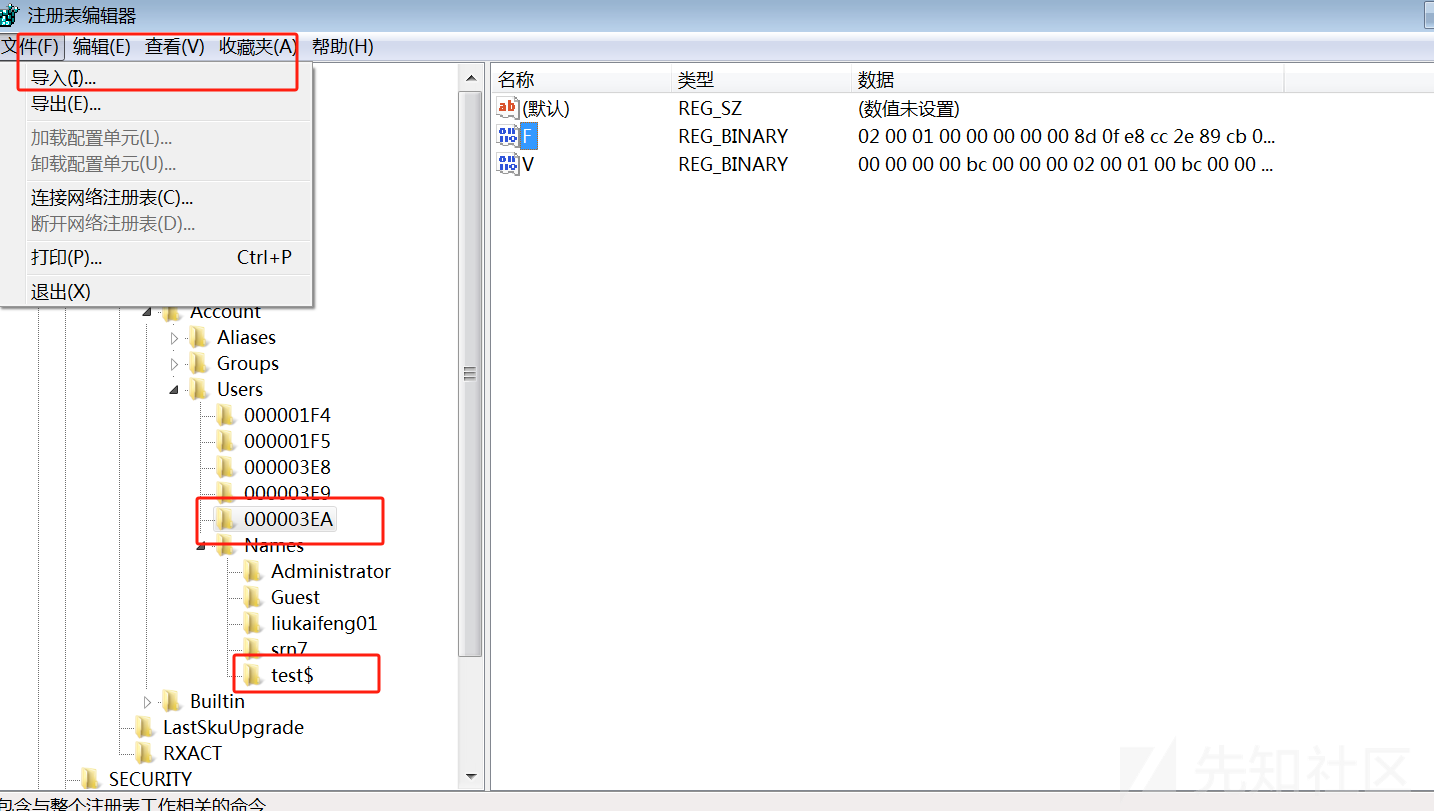 注册表编辑器
文件(F) 编辑(E) 查看(V) 收藏夹(A) 帮助(H)
导入(I)...
导出(E)...
加载配置单元(L)...
卸载配置单元(U)...
连接网络注册表(C)...
断开网络注册表(D)...
打印(P)... Ctrl+P
退出(X)
Account
Aliases
Groups
Users
000001F4
000001F5
000003E8
000003E9
000003EA
Names
Administrator
Guest
liukaifeng01
srn7
test$
Builtin
LastSkuUpgrade
RXACT
SECURITY
名称 类型 数据
(默认) REG_SZ (数值未设置)
F REG_BINARY 02 00 01 00 00 00 00 00 8d 0f e8 cc 2e 89 cb 0...
V REG_BINARY 00 00 00 00 bc 00 00 00 02 00 01 00 bc 00 00 ...
包含与整个注册表工作相关的命令
先知社区